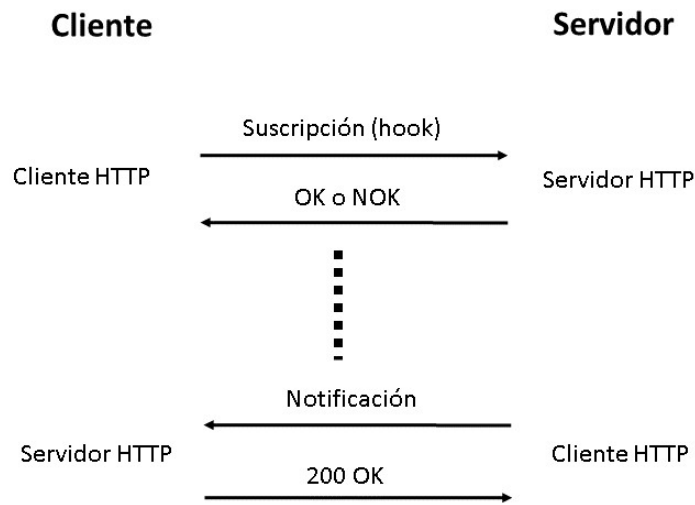 Cliente
Servidor
Suscripción (hook)
Cliente HTTP
Servidor HTTP
OK o NOK
Notificación
Servidor HTTP
Cliente HTTP
200 OK